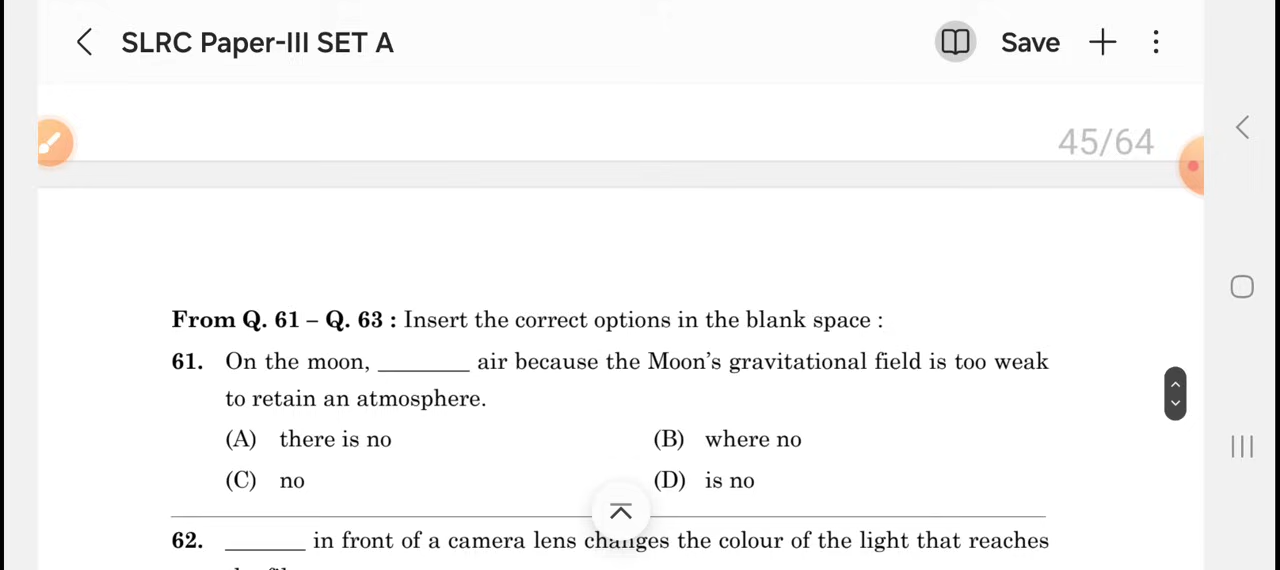 SLRC Paper-III SET A
Save
45/64
From Q. 61 – Q. 63 : Insert the correct options in the blank space :
61. On the moon, ________ air because the Moon's gravitational field is too weak
to retain an atmosphere.
(A) there is no (B) where no
(C) no (D) is no
62. _______ in front of a camera lens changes the colour of the light that reaches